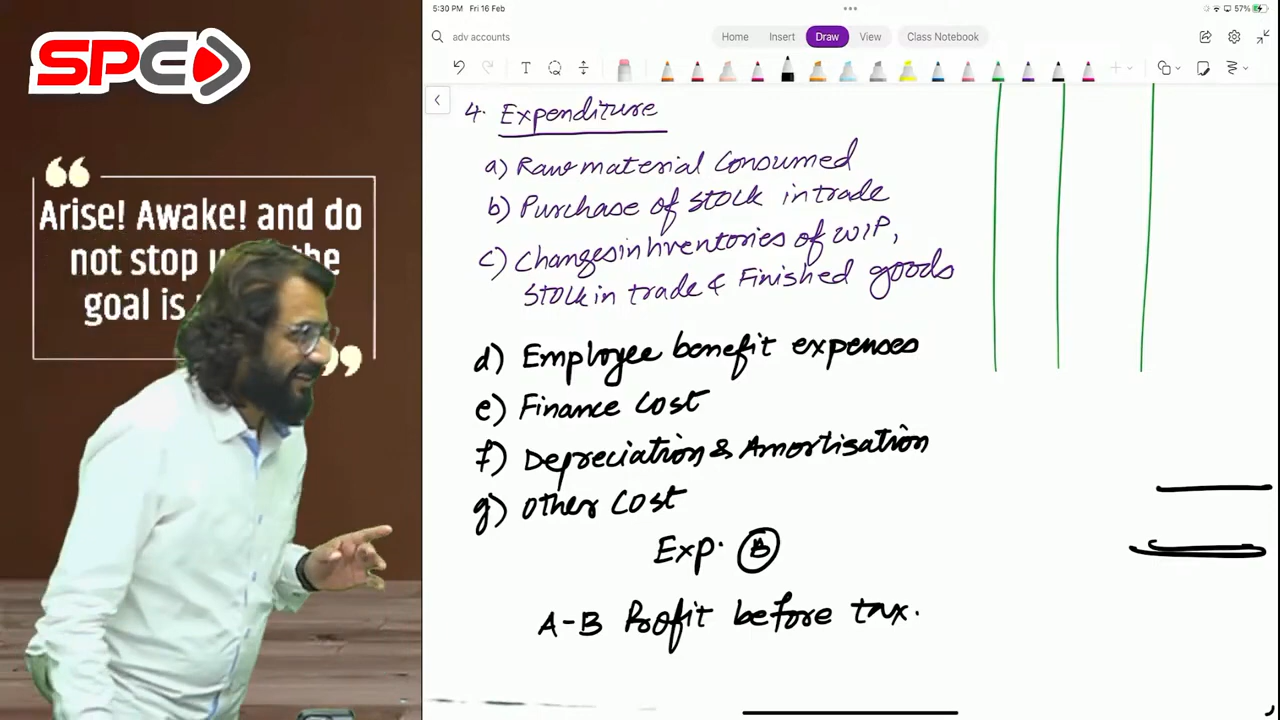 5:30 PM Fri 16 Feb
57%
SPE
adv accounts
Home Insert Draw View Class Notebook
Arise! Awake! and do
not stop the
goal is
4. Expenditure
a) Raw material Consumed
b) Purchase of Stock in trade
c) Changes in Inventories of WIP,
Stock in trade & Finished goods
d) Employee benefit expenses
e) Finance Cost
f) Depreciation & Amortisation
g) Other Cost
Exp. B
A-B Profit before tax.